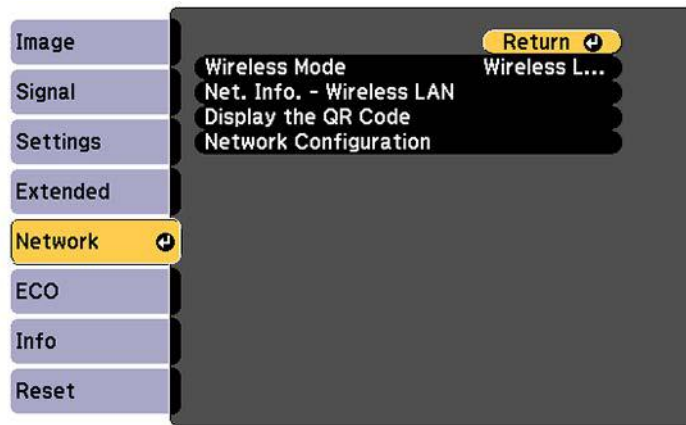 Image
Signal
Settings
Extended
Network
ECO
Info
Reset
Return
Wireless Mode Wireless L...
Net. Info. - Wireless LAN
Display the QR Code
Network Configuration